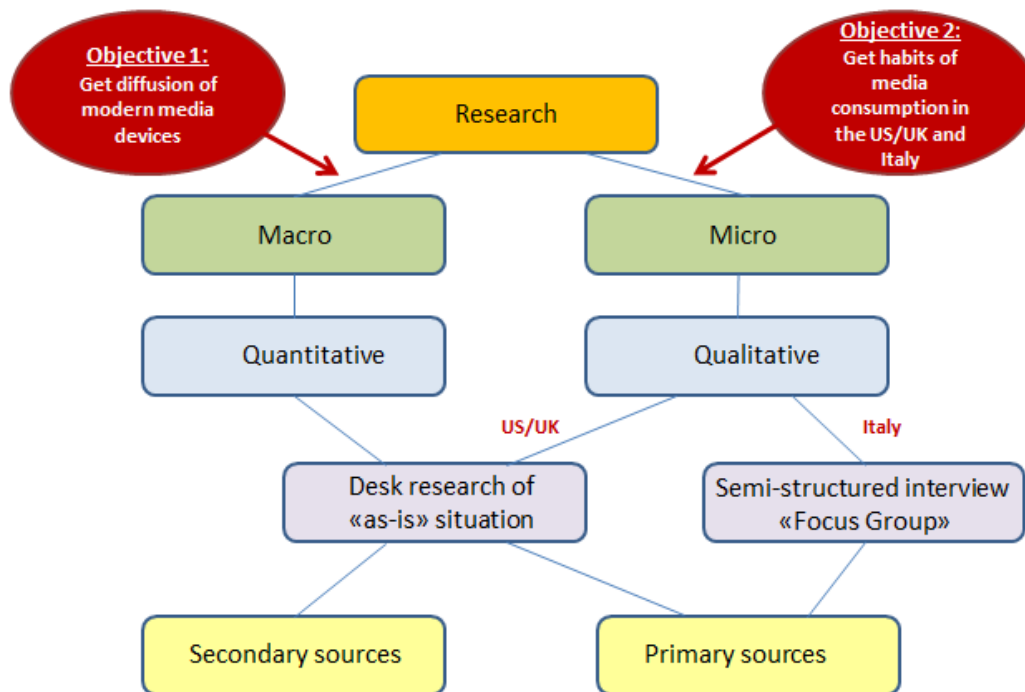 Objective 1:
Get diffusion of
modern media
devices
Objective 2:
Get habits of
media
consumption in
the US/UK and
Italy
Research
Macro
Micro
Quantitative
Qualitative
US/UK
Italy
Desk research of
«as-is» situation
Semi-structured interview
«Focus Group»
Secondary sources
Primary sources